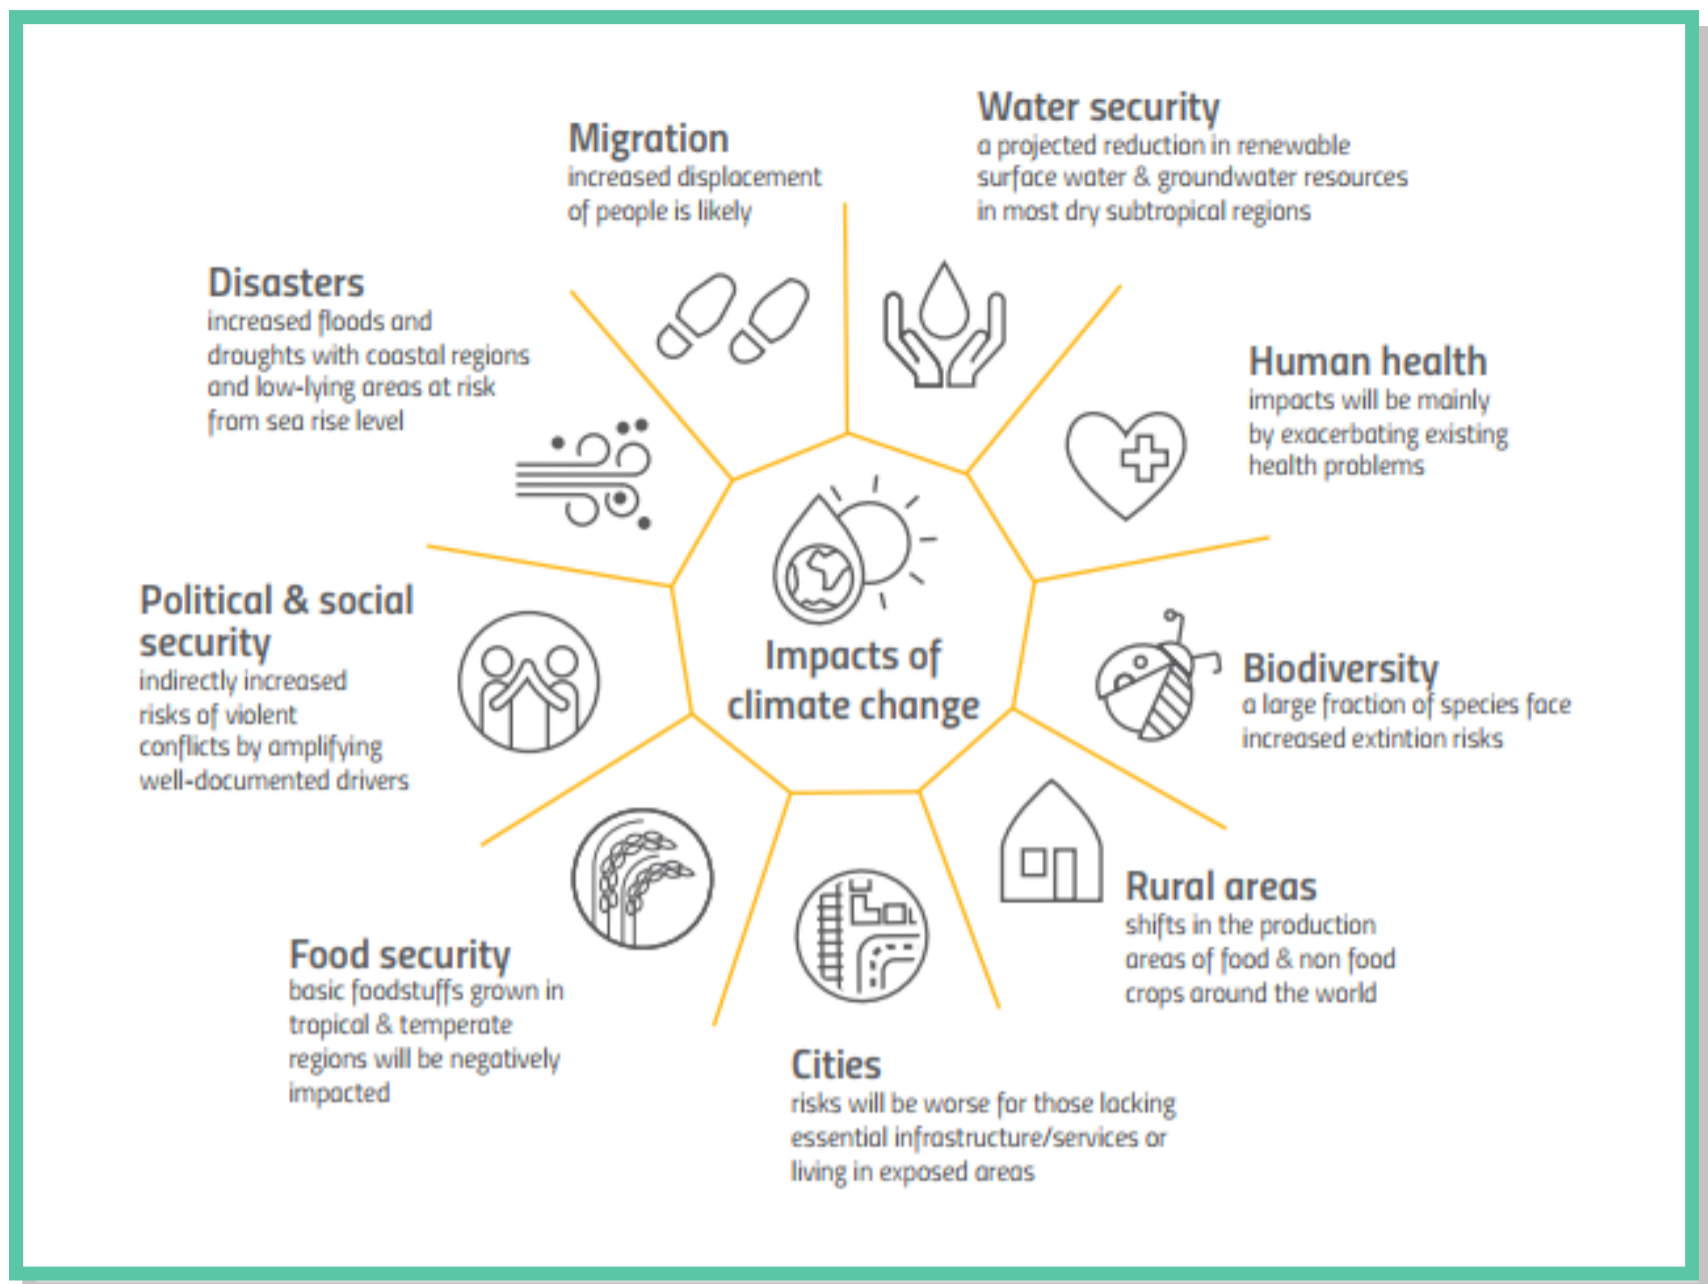 Impacts of
climate change
Water security
a projected reduction in renewable
surface water & groundwater resources
in most dry subtropical regions
Human health
impacts will be mainly
by exacerbating existing
health problems
Biodiversity
a large fraction of species face
increased extintion risks
Rural areas
shifts in the production
areas of food & non food
crops around the world
Cities
risks will be worse for those lacking
essential infrastructure/services or
living in exposed areas
Food security
basic foodstuffs grown in
tropical & temperate
regions will be negatively
impacted
Political & social
security
indirectly increased
risks of violent
conflicts by amplifying
well-documented drivers
Disasters
increased floods and
droughts with coastal regions
and low-lying areas at risk
from sea rise level
Migration
increased displacement
of people is likely